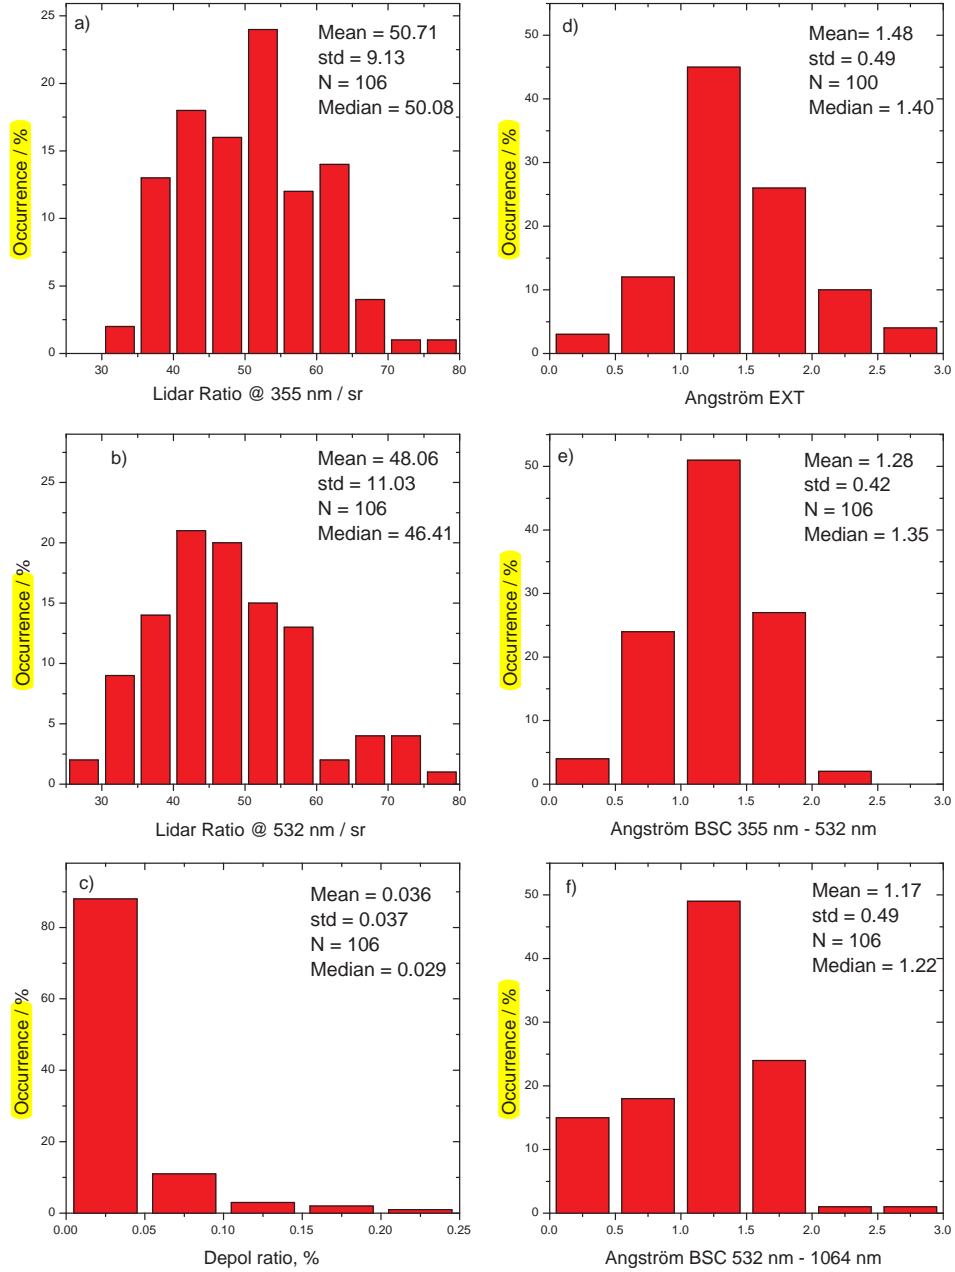 a)
Mean = 50.71
std = 9.13
N = 106
Median = 50.08
Occurrence / %
25
20
15
10
5
0
30 40 50 60 70 80
Lidar Ratio @ 355 nm / sr
d)
Mean= 1.48
std = 0.49
N = 100
Median = 1.40
Occurrence / %
50
40
30
20
10
0
0.0 0.5 1.0 1.5 2.0 2.5 3.0
Angström EXT
b)
Mean = 48.06
std = 11.03
N = 106
Median = 46.41
Occurrence / %
25
20
15
10
5
0
30 40 50 60 70 80
Lidar Ratio @ 532 nm / sr
e)
Mean = 1.28
std = 0.42
N = 106
Median = 1.35
Occurrence / %
50
40
30
20
10
0
0.0 0.5 1.0 1.5 2.0 2.5 3.0
Angström BSC 355 nm - 532 nm
c)
Mean = 0.036
std = 0.037
N = 106
Median = 0.029
Occurrence / %
80
60
40
20
0
0.00 0.05 0.10 0.15 0.20 0.25
Depol ratio, %
f)
Mean = 1.17
std = 0.49
N = 106
Median = 1.22
Occurrence / %
50
40
30
20
10
0
0.0 0.5 1.0 1.5 2.0 2.5 3.0
Angström BSC 532 nm - 1064 nm